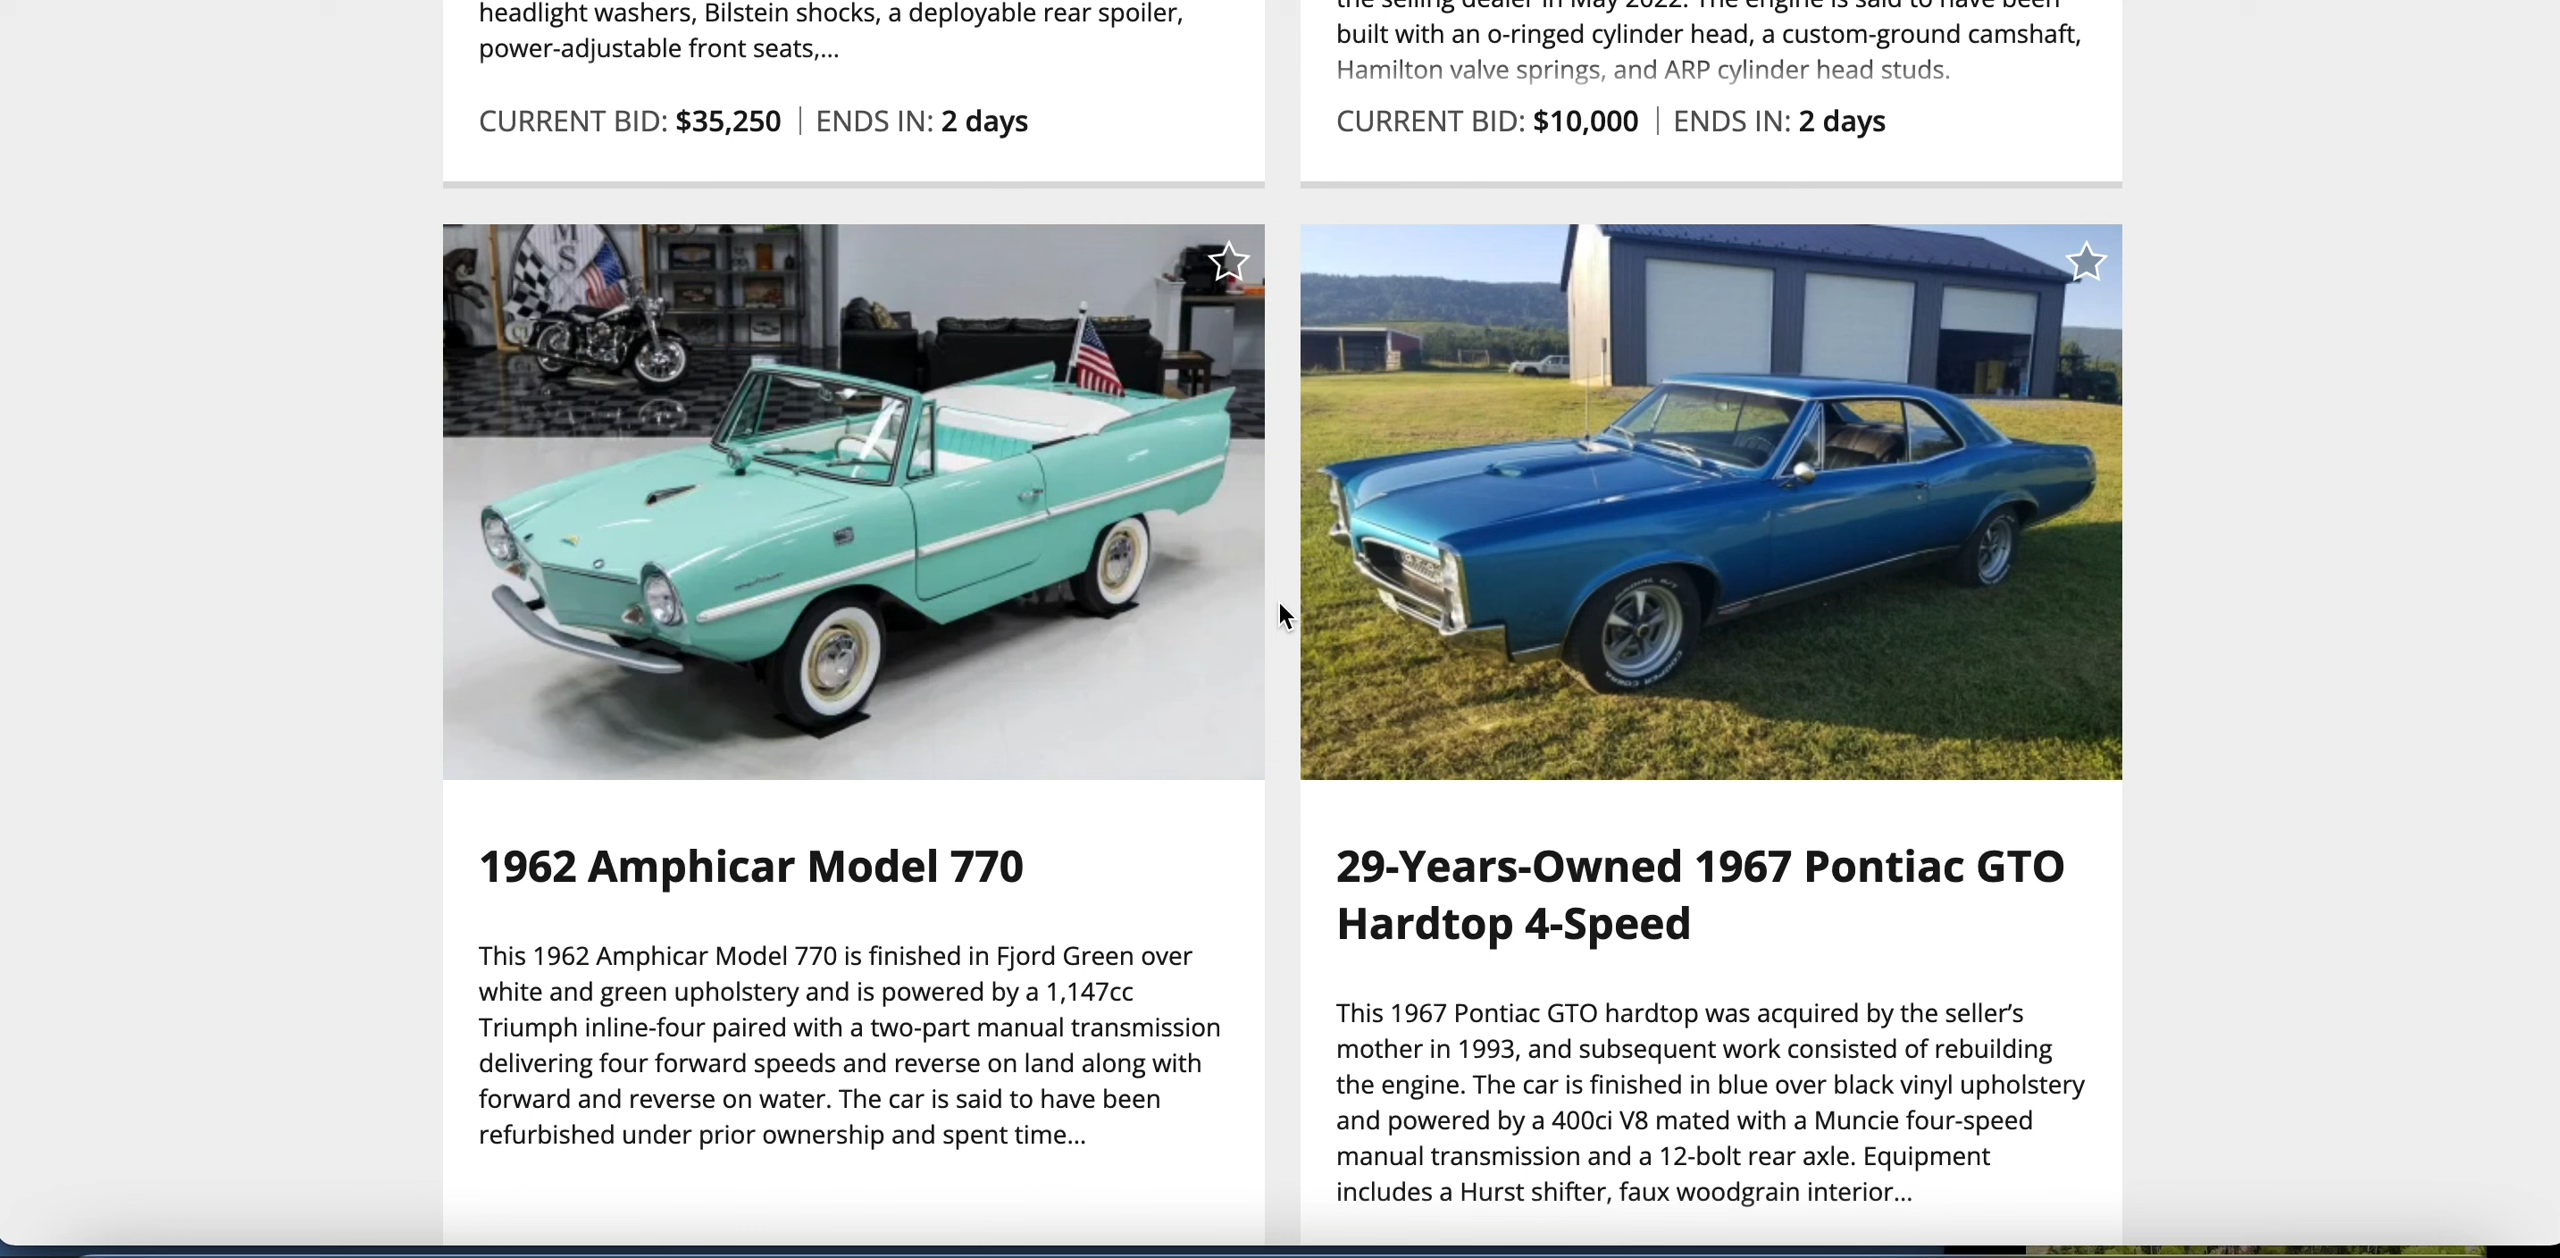 headlight washers, Bilstein shocks, a deployable rear spoiler,
power-adjustable front seats,...
CURRENT BID: $35,250 | ENDS IN: 2 days
built with an o-ringed cylinder head, a custom-ground camshaft,
Hamilton valve springs, and ARP cylinder head studs.
CURRENT BID: $10,000 | ENDS IN: 2 days
M
S
1962 Amphicar Model 770
This 1962 Amphicar Model 770 is finished in Fjord Green over
white and green upholstery and is powered by a 1,147cc
Triumph inline-four paired with a two-part manual transmission
delivering four forward speeds and reverse on land along with
forward and reverse on water. The car is said to have been
refurbished under prior ownership and spent time...
29-Years-Owned 1967 Pontiac GTO
Hardtop 4-Speed
This 1967 Pontiac GTO hardtop was acquired by the seller’s
mother in 1993, and subsequent work consisted of rebuilding
the engine. The car is finished in blue over black vinyl upholstery
and powered by a 400ci V8 mated with a Muncie four-speed
manual transmission and a 12-bolt rear axle. Equipment
includes a Hurst shifter, faux woodgrain interior...